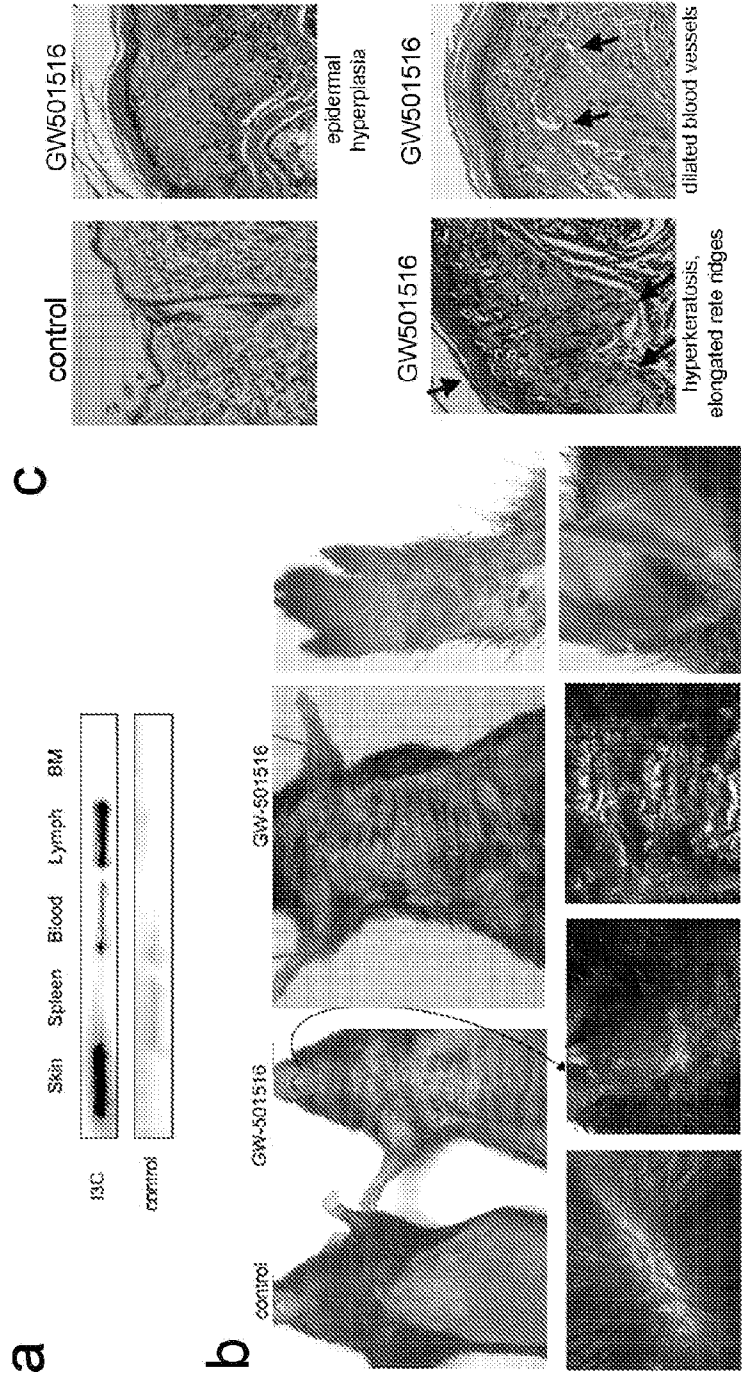 a
Skin Spleen Blood Lymph BM
I3C
control
b
control
GW-501516
GW-501516
c
control
GW501516
epidermal
hyperplasia
GW501516
hyperkeratosis,
elongated rete ridges
GW501516
dilated blood vessels